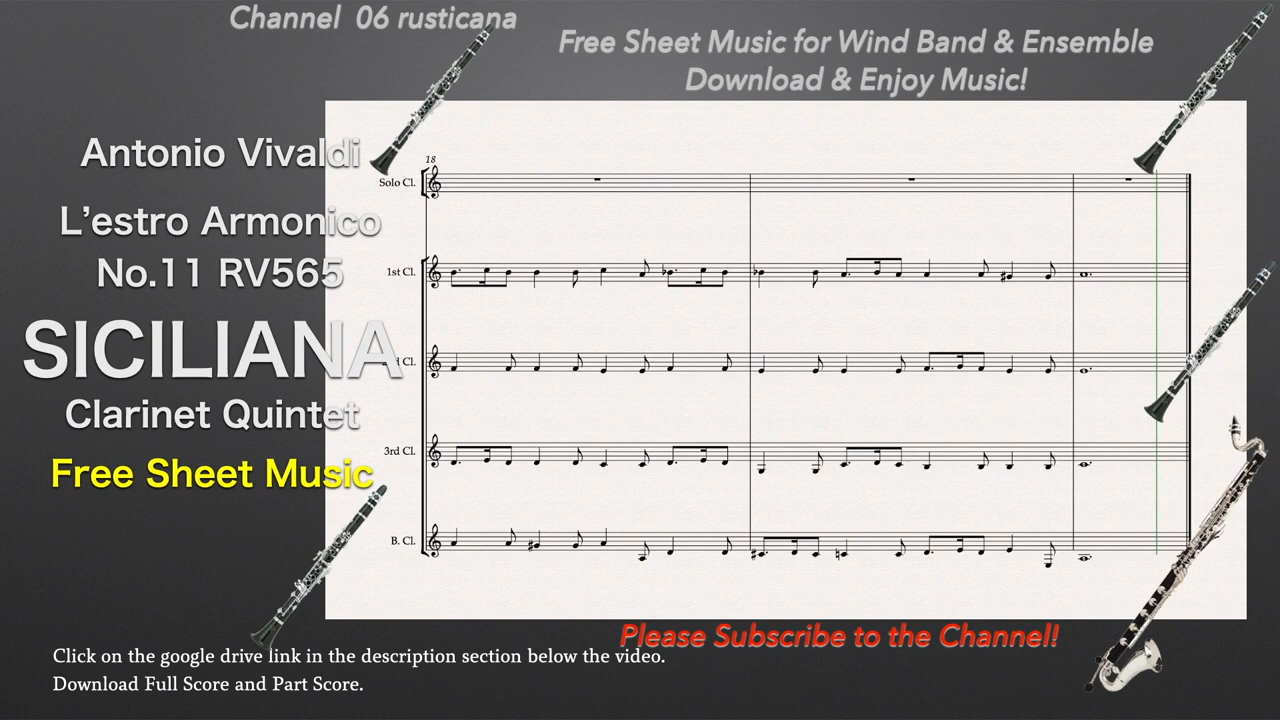 Channel 06 rusticana
Free Sheet Music for Wind Band & Ensemble
Download & Enjoy Music!
Antonio Vivaldi
L’estro Armonico
No.11 RV565
SICILIANA
Clarinet Quintet
Free Sheet Music
18
Solo Cl.
1st Cl.
Cl.
3rd Cl.
B. Cl.
Please Subscribe to the Channel!
Click on the google drive link in the description section below the video.
Download Full Score and Part Score.